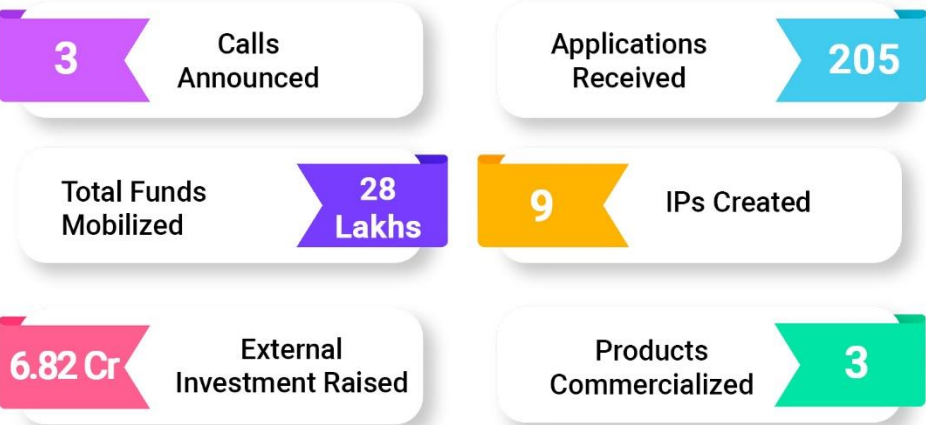 3
Calls
Announced
Applications
Received
205
Total Funds
Mobilized
28
Lakhs
9
IPs Created
6.82 Cr
External
Investment Raised
Products
Commercialized
3